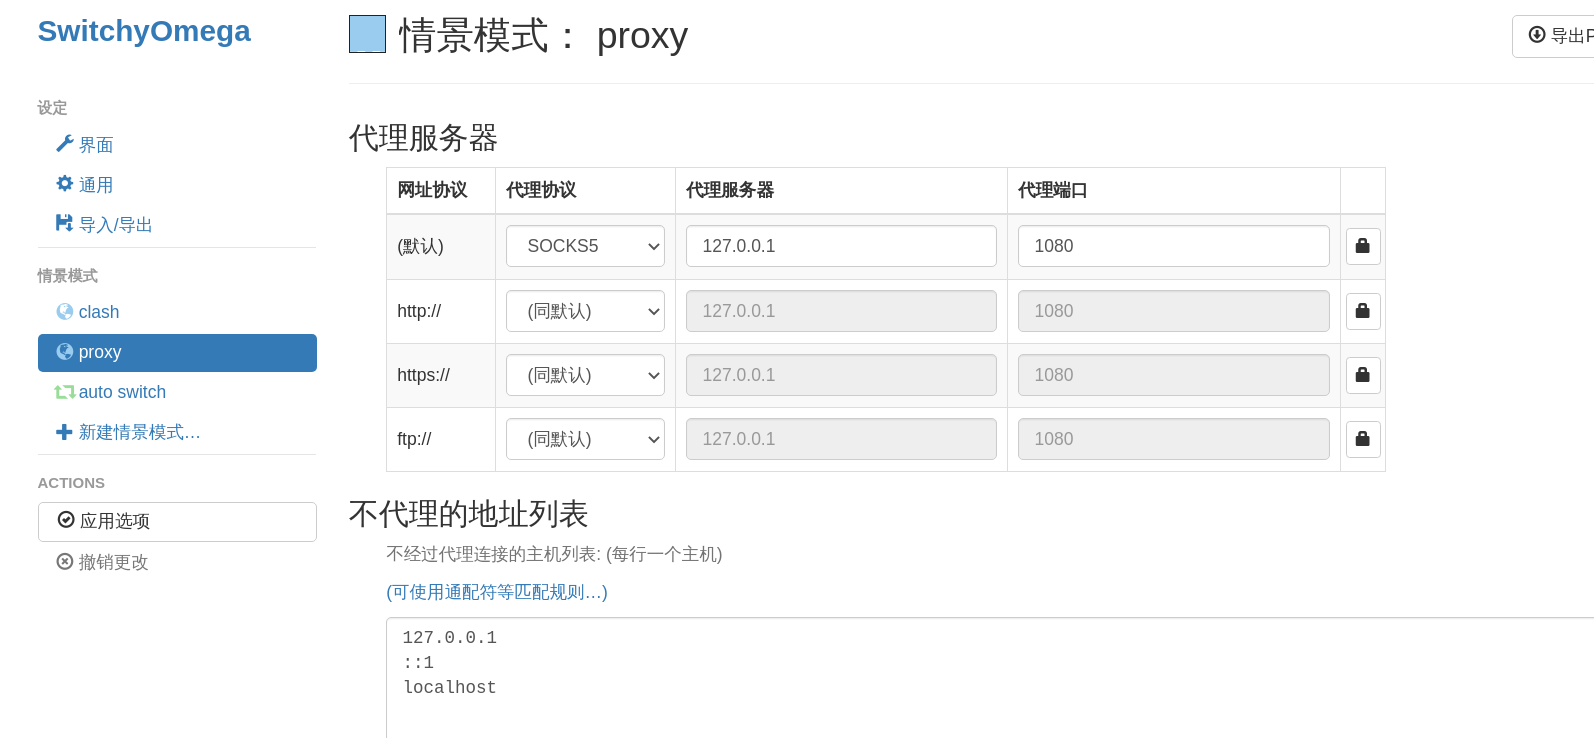 SwitchyOmega
设定
界面
通用
导入/导出
情景模式
clash
proxy
auto switch
新建情景模式…
ACTIONS
应用选项
撤销更改
情景模式： proxy
导出P
代理服务器
网址协议 代理协议 代理服务器 代理端口
(默认) SOCKS5 127.0.0.1 1080
http:// (同默认) 127.0.0.1 1080
https:// (同默认) 127.0.0.1 1080
ftp:// (同默认) 127.0.0.1 1080
不代理的地址列表
不经过代理连接的主机列表: (每行一个主机)
(可使用通配符等匹配规则…)
127.0.0.1
::1
localhost